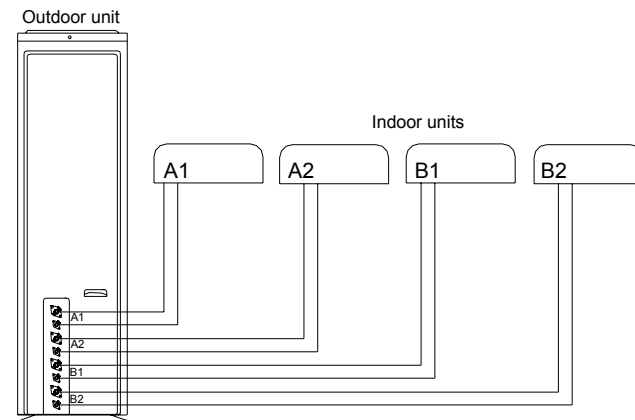 Outdoor unit
Indoor units
A1 A2 B1 B2
A1
A2
B1
B2